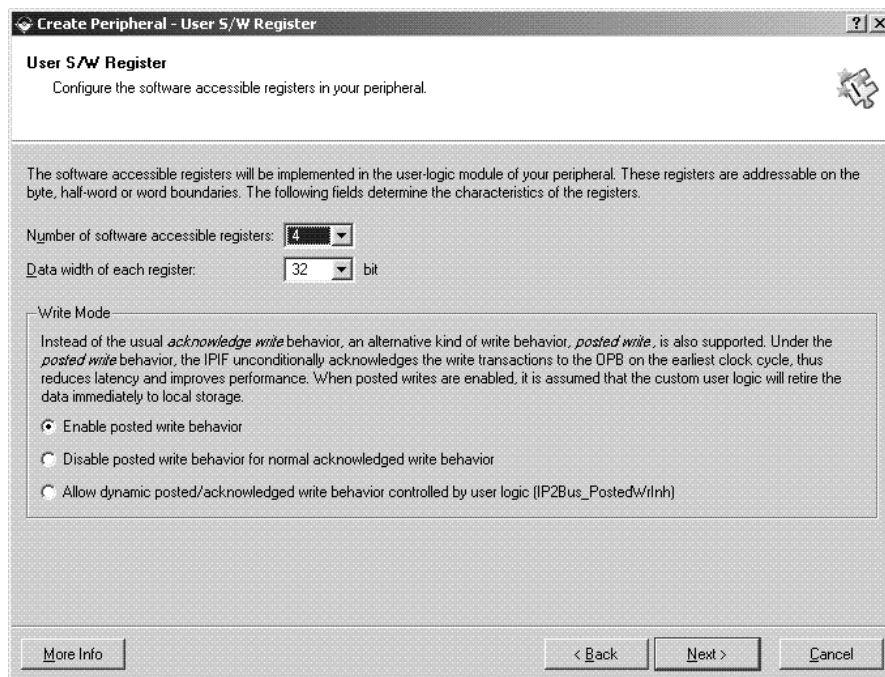 Create Peripheral - User S/W Register
User S/W Register
Configure the software accessible registers in your peripheral.
The software accessible registers will be implemented in the user-logic module of your peripheral. These registers are addressable on the
byte, half-word or word boundaries. The following fields determine the characteristics of the registers.
Number of software accessible registers: 4
Data width of each register: 32 bit
Write Mode
Instead of the usual acknowledge write behavior, an alternative kind of write behavior, posted write, is also supported. Under the
posted write behavior, the IPIF unconditionally acknowledges the write transactions to the OPB on the earliest clock cycle, thus
reduces latency and improves performance. When posted writes are enabled, it is assumed that the custom user logic will retire the
data immediately to local storage.
Enable posted write behavior
Disable posted write behavior for normal acknowledged write behavior
Allow dynamic posted/acknowledged write behavior controlled by user logic (IP2Bus_PostedWrInh)
More Info < Back Next > Cancel